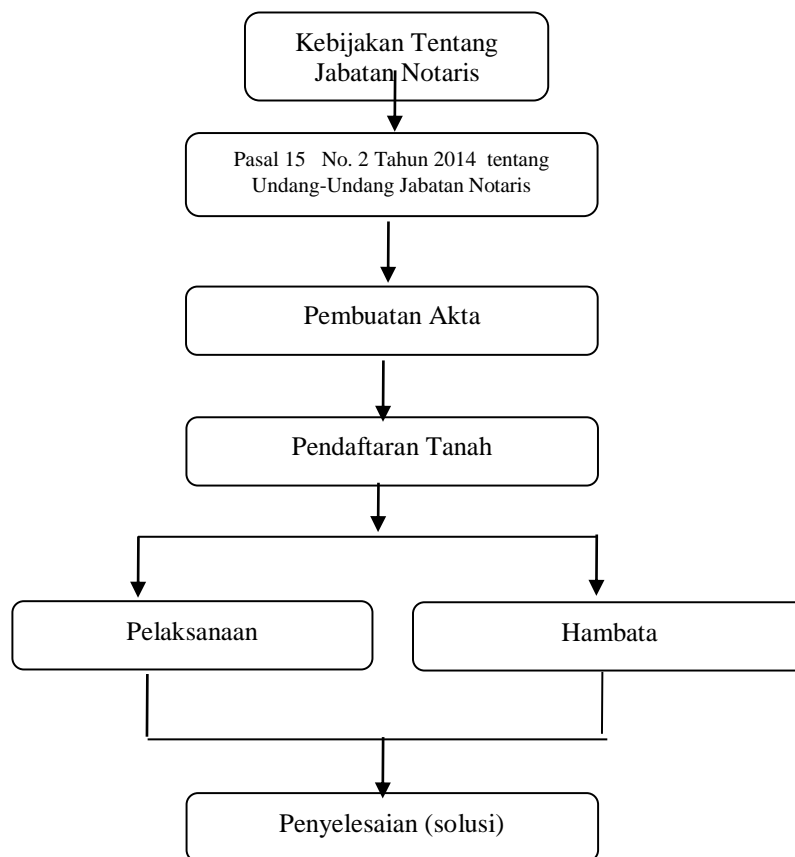 Kebijakan Tentang
Jabatan Notaris
Pasal 15 No. 2 Tahun 2014 tentang
Undang-Undang Jabatan Notaris
Pembuatan Akta
Pendaftaran Tanah
Pelaksanaan
Hambata
Penyelesaian (solusi)